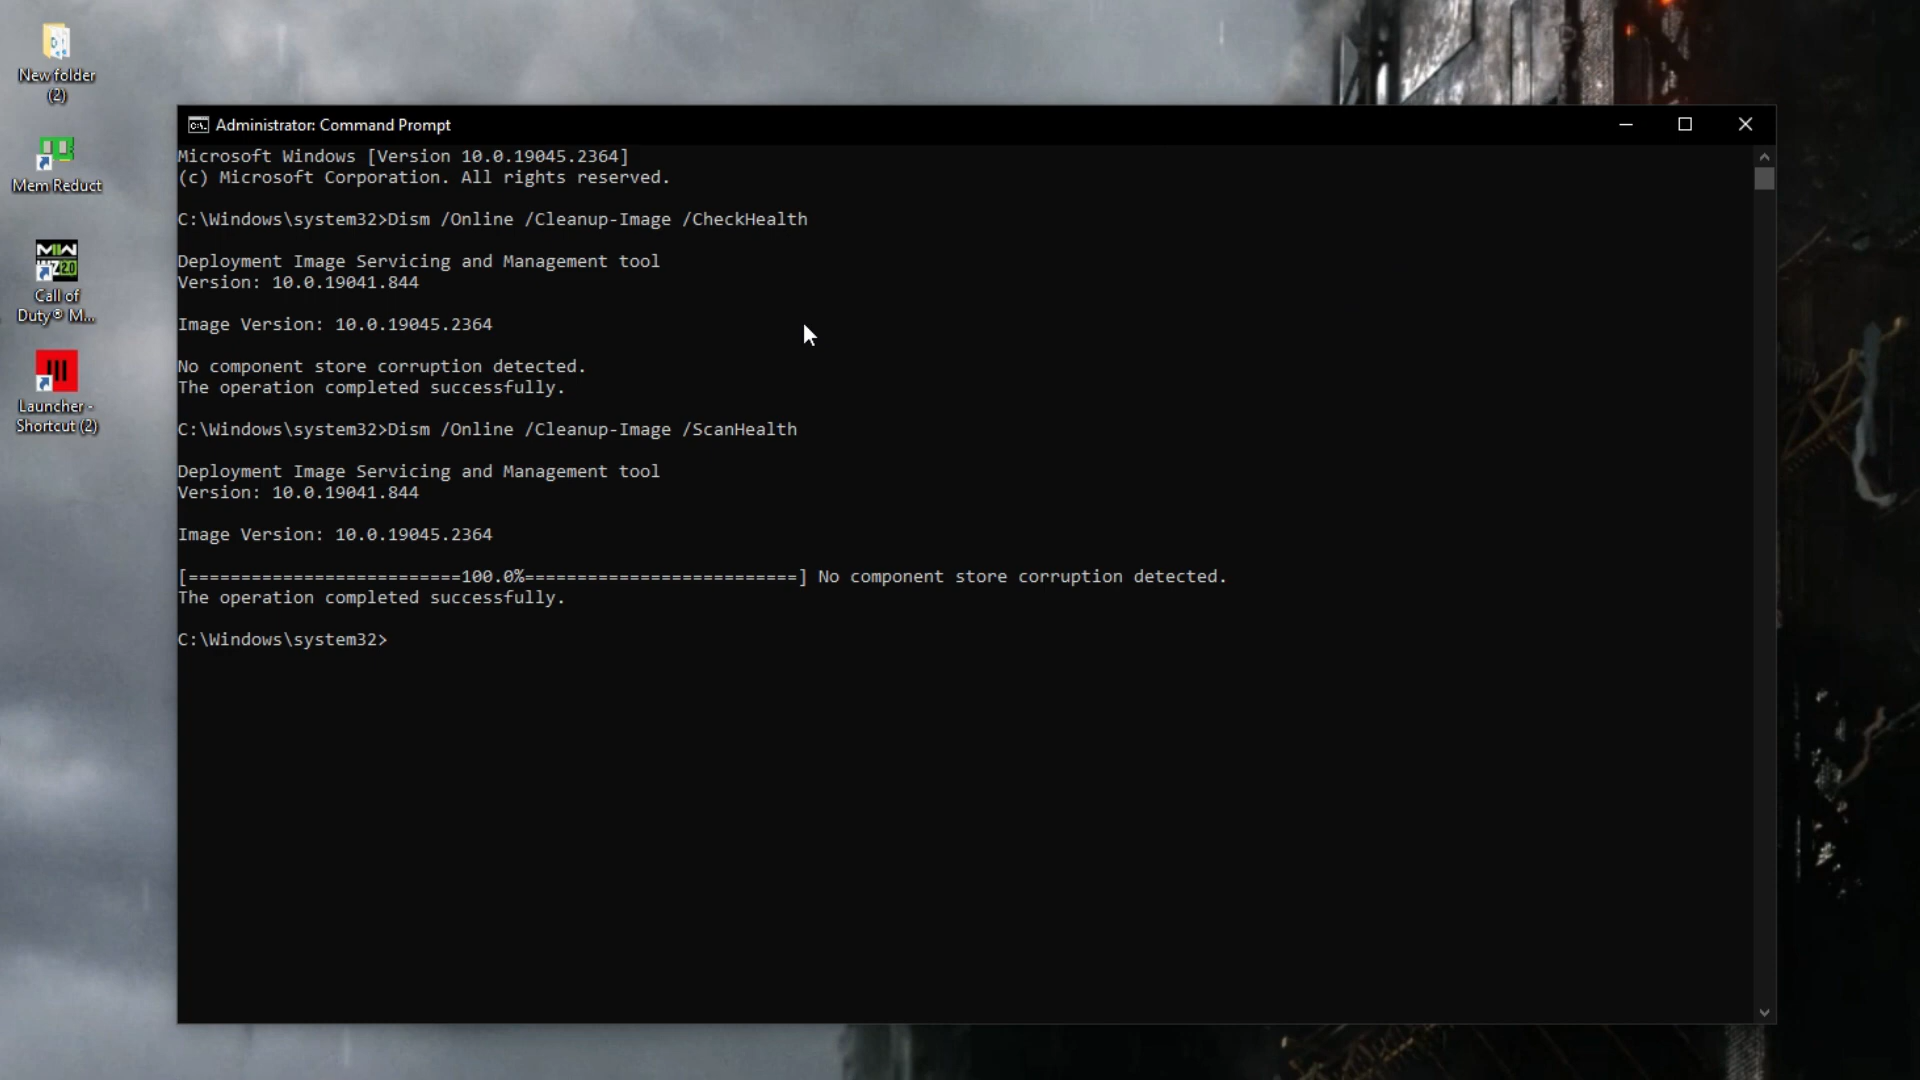 New folder
(2)
Mem Reduct
MW
WZ 2.0
Call of
Duty® M...
Launcher -
Shortcut (2)
Administrator: Command Prompt
Microsoft Windows [Version 10.0.19045.2364]
(c) Microsoft Corporation. All rights reserved.
C:\Windows\system32>Dism /Online /Cleanup-Image /CheckHealth
Deployment Image Servicing and Management tool
Version: 10.0.19041.844
Image Version: 10.0.19045.2364
No component store corruption detected.
The operation completed successfully.
C:\Windows\system32>Dism /Online /Cleanup-Image /ScanHealth
Deployment Image Servicing and Management tool
Version: 10.0.19041.844
Image Version: 10.0.19045.2364
[==========================100.0%==========================] No component store corruption detected.
The operation completed successfully.
C:\Windows\system32>